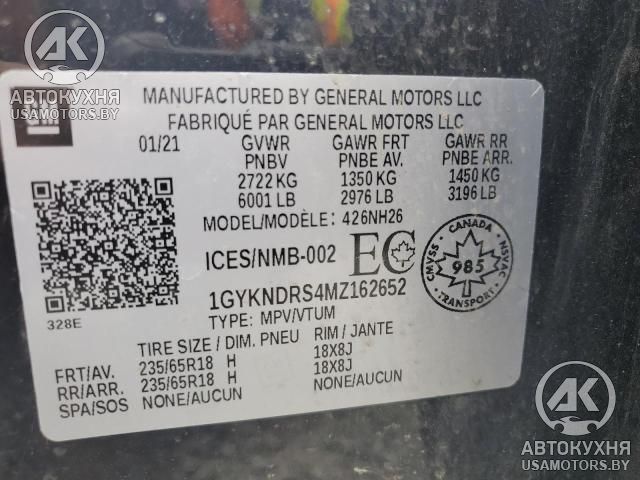 АК
АВТОКУХНЯ
USAMOTORS.BY
GM
MANUFACTURED BY GENERAL MOTORS LLC
FABRIQUÉ PAR GENERAL MOTORS LLC
01/21 GVWR GAWR FRT GAWR RR
PNBV PNBE AV. PNBE ARR.
2722 KG 1350 KG 1450 KG
6001 LB 2976 LB 3196 LB
MODEL/MODÈLE: 426NH26
ICES/NMB-002 EC
CANADA
CMVSS 985 NSVAC
TRANSPORT
1GYKNDRS4MZ162652
328E
TYPE: MPV/VTUM
TIRE SIZE / DIM. PNEU RIM / JANTE
FRT/AV. 235/65R18 H 18X8J
RR/ARR. 235/65R18 H 18X8J
SPA/SOS NONE/AUCUN NONE/AUCUN
АК
АВТОКУХНЯ
USAMOTORS.BY